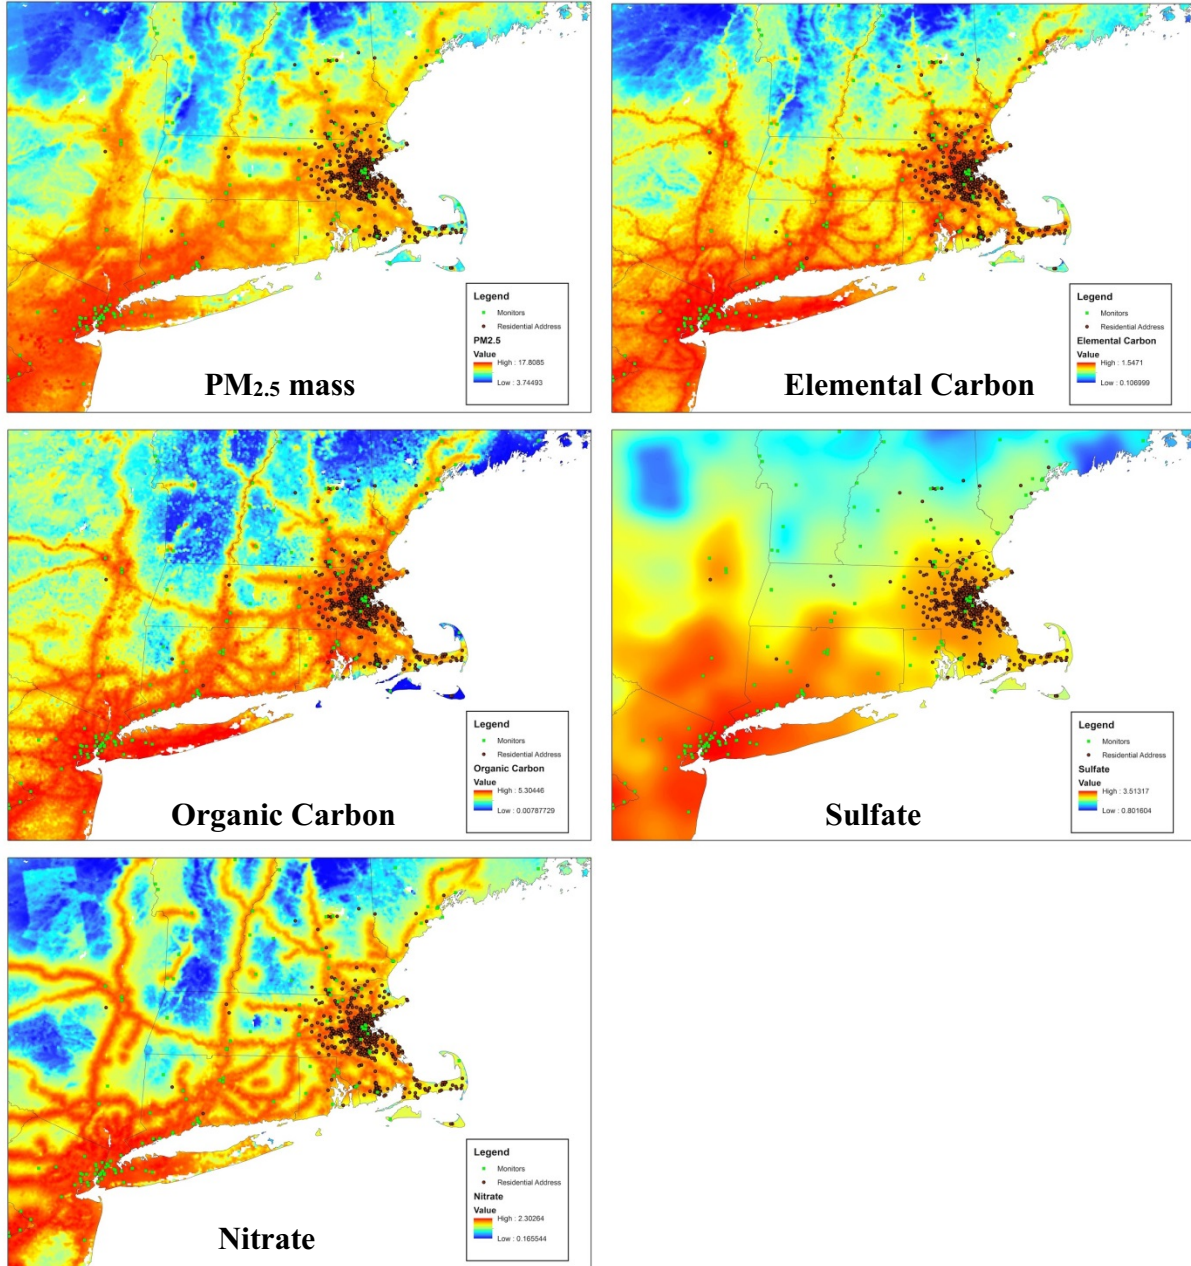 Legend
Monitors
Residential Address
PM2.5
Value
High : 17.8085
Low : 3.74493
PM2.5 mass
Legend
Monitors
Residential Address
Elemental Carbon
Value
High : 1.5471
Low : 0.106999
Elemental Carbon
Legend
Monitors
Residential Address
Organic Carbon
Value
High : 5.30446
Low : 0.00787729
Organic Carbon
Legend
Monitors
Residential Address
Sulfate
Value
High : 3.51317
Low : 0.801604
Sulfate
Legend
Monitors
Residential Address
Nitrate
Value
High : 2.30264
Low : 0.165544
Nitrate